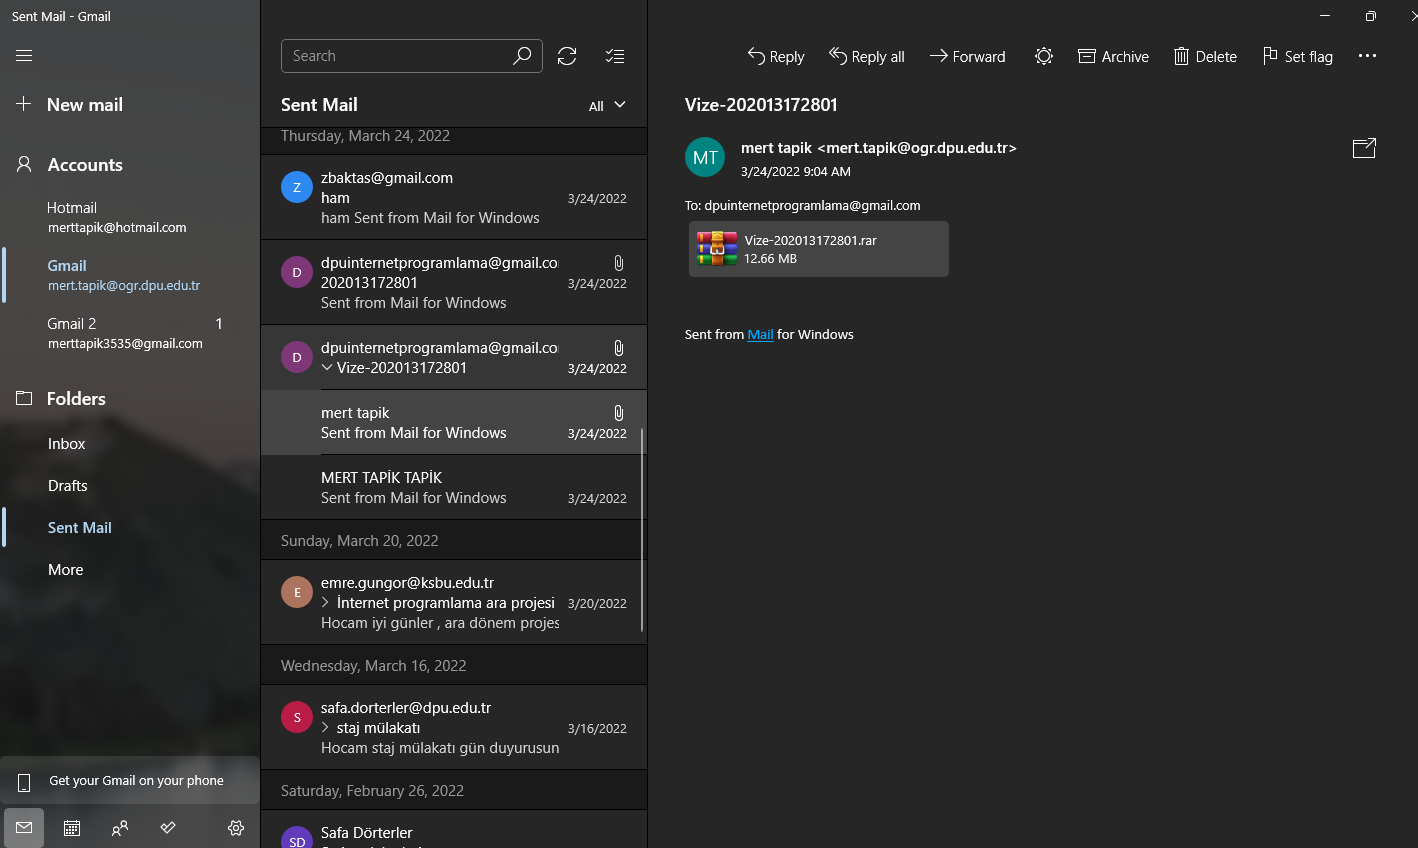 Sent Mail - Gmail
New mail
Accounts
Hotmail
merttapik@hotmail.com
Gmail
mert.tapik@ogr.dpu.edu.tr
Gmail 2 1
merttapik3535@gmail.com
Folders
Inbox
Drafts
Sent Mail
More
Get your Gmail on your phone
Search
Sent Mail All
Thursday, March 24, 2022
Z
zbaktas@gmail.com
ham 3/24/2022
ham Sent from Mail for Windows
D
dpuinternetprogramlama@gmail.co
202013172801 3/24/2022
Sent from Mail for Windows
D
dpuinternetprogramlama@gmail.co
Vize-202013172801 3/24/2022
mert tapik
Sent from Mail for Windows 3/24/2022
MERT TAPİK TAPİK
Sent from Mail for Windows 3/24/2022
Sunday, March 20, 2022
E
emre.gungor@ksbu.edu.tr
İnternet programlama ara projesi 3/20/2022
Hocam iyi günler , ara dönem projes
Wednesday, March 16, 2022
S
safa.dorterler@dpu.edu.tr
staj mülakatı 3/16/2022
Hocam staj mülakatı gün duyurusun
Saturday, February 26, 2022
SD
Safa Dörterler
Reply Reply all Forward Archive Delete Set flag
Vize-202013172801
MT
mert tapik <mert.tapik@ogr.dpu.edu.tr>
3/24/2022 9:04 AM
To: dpuinternetprogramlama@gmail.com
Vize-202013172801.rar
12.66 MB
Sent from Mail for Windows